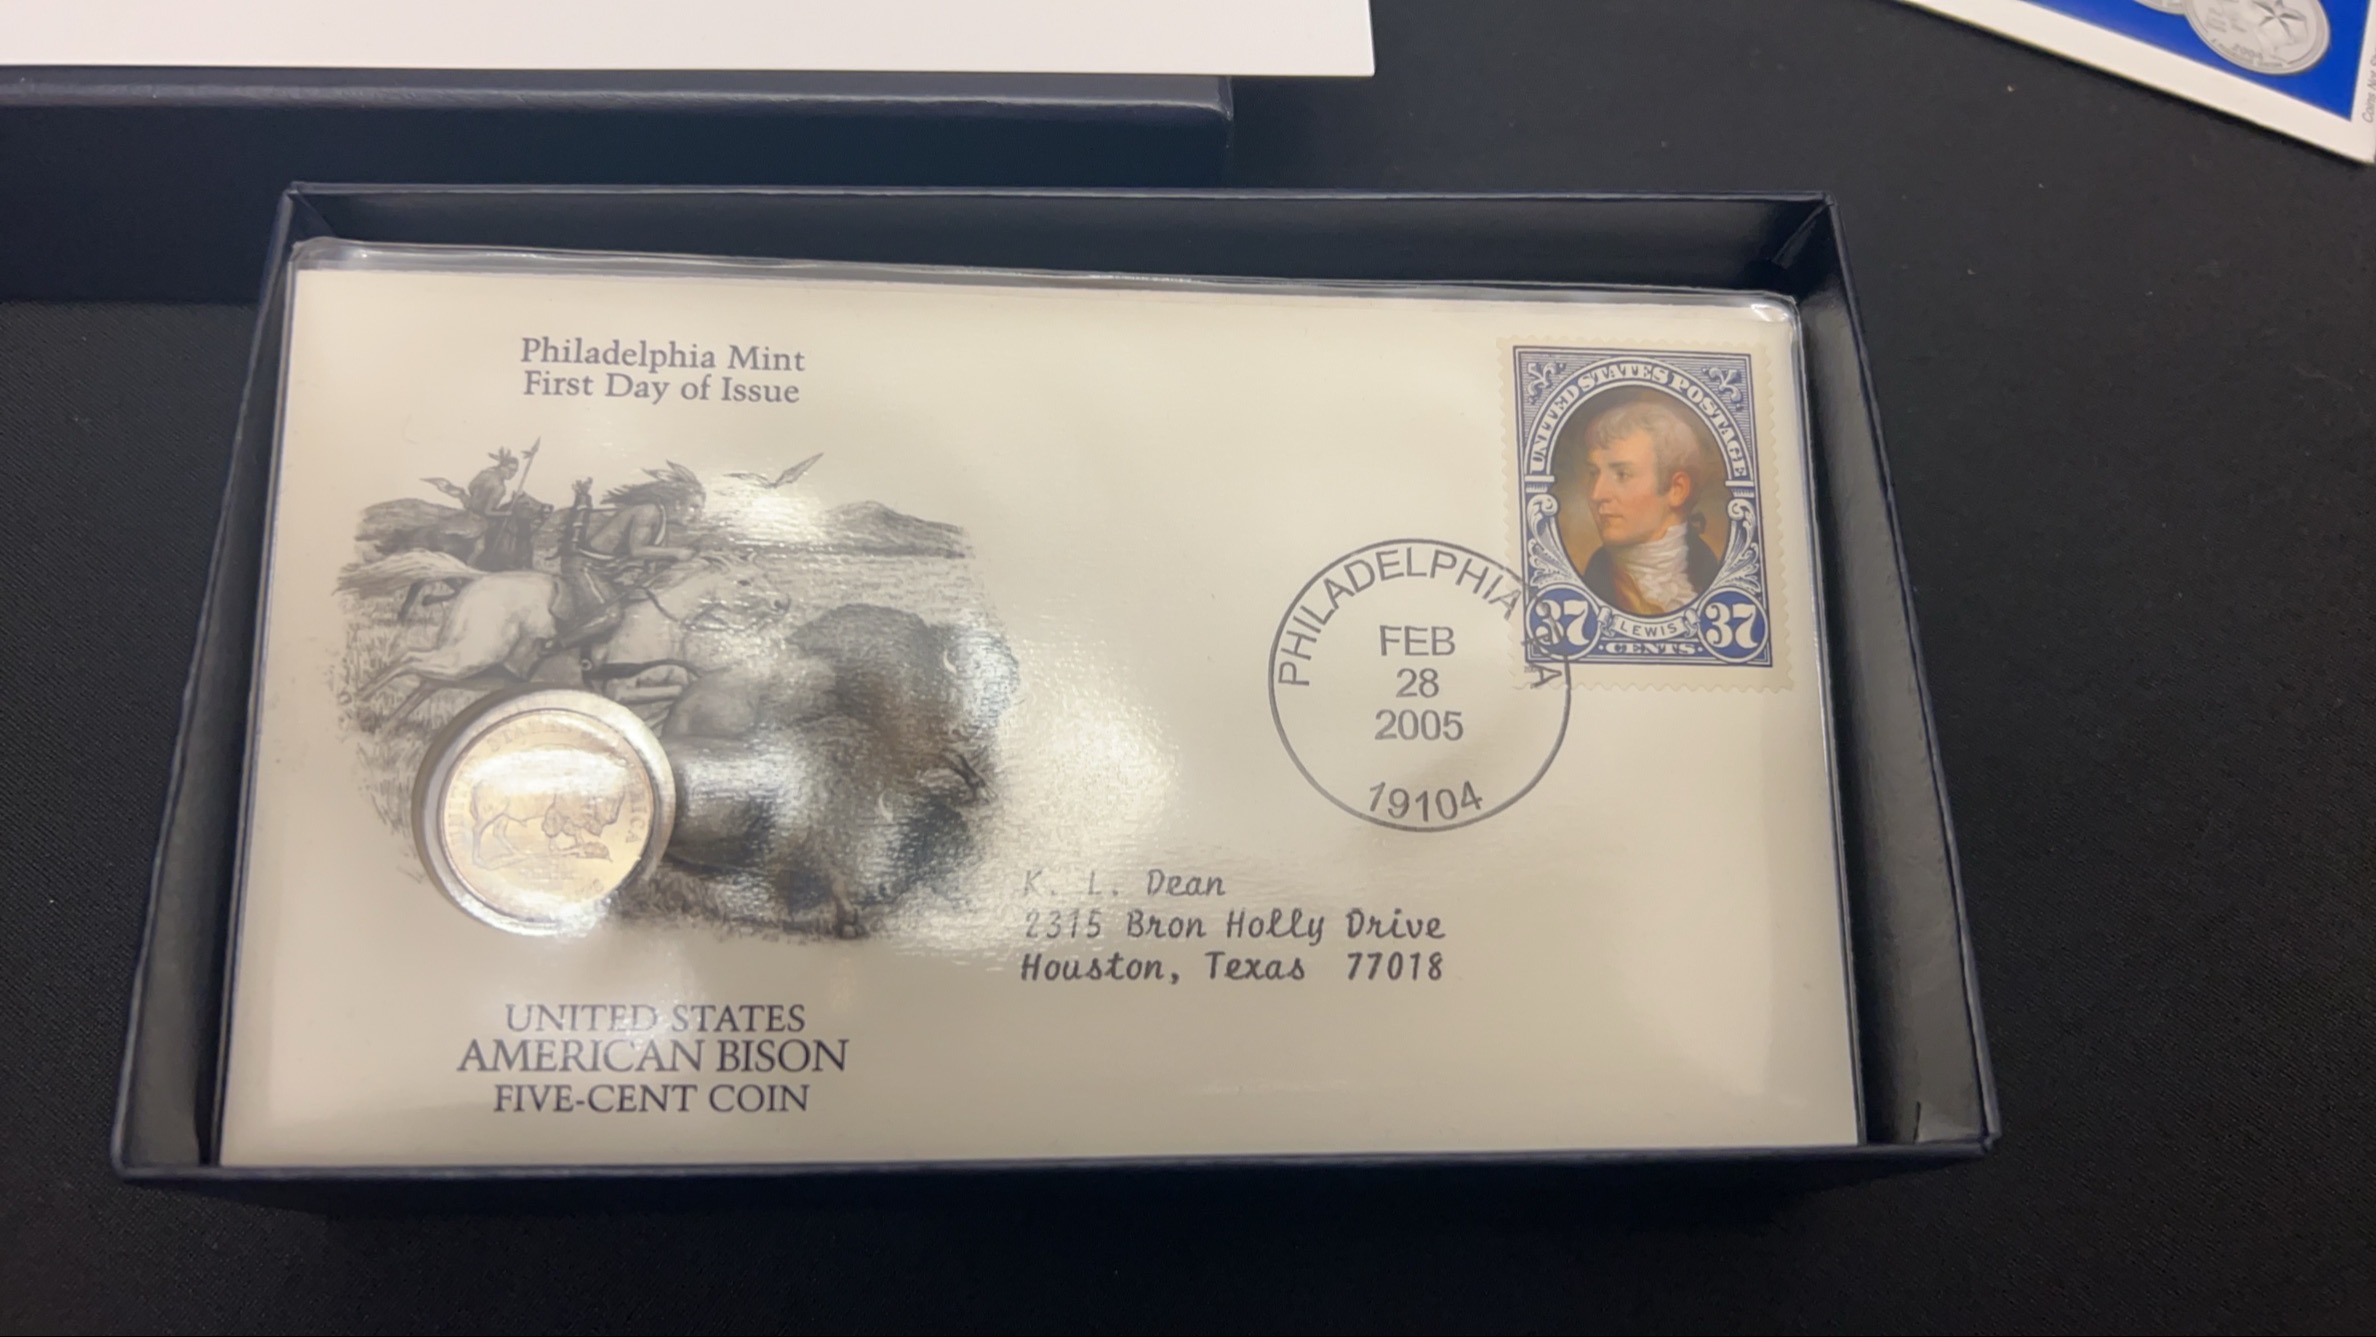 Philadelphia Mint
First Day of Issue
UNITED STATES POSTAGE
37 LEWIS 37
CENTS
PHILADELPHIA PA
FEB
28
2005
19104
K. L. Dean
2315 Bron Holly Drive
Houston, Texas 77018
UNITED STATES
AMERICAN BISON
FIVE-CENT COIN